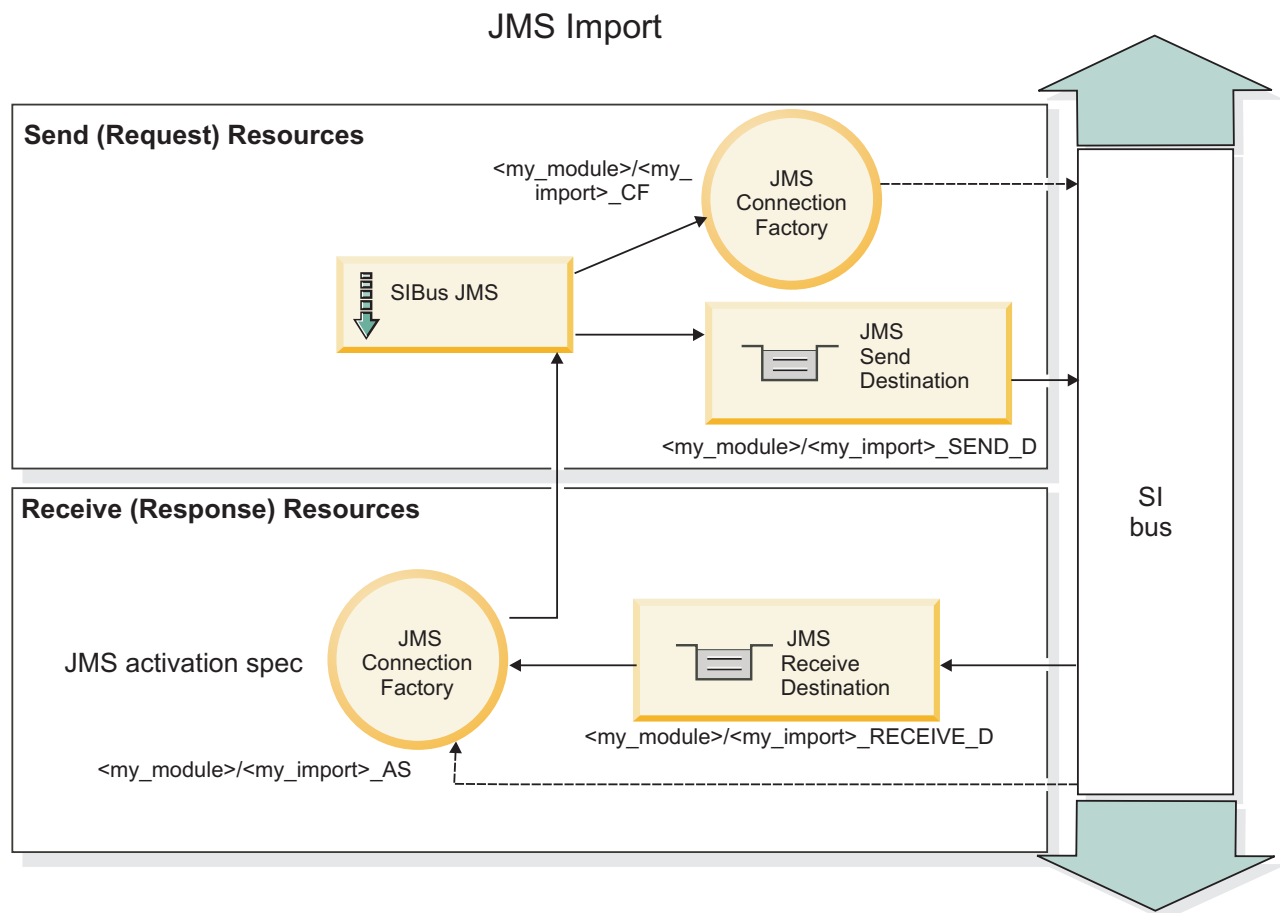 JMS Import
Send (Request) Resources
<my_module>/<my_
import>_CF
JMS
Connection
Factory
SIBus JMS
JMS
Send
Destination
<my_module>/<my_import>_SEND_D
SI
bus
Receive (Response) Resources
JMS activation spec
JMS
Connection
Factory
JMS
Receive
Destination
<my_module>/<my_import>_RECEIVE_D
<my_module>/<my_import>_AS